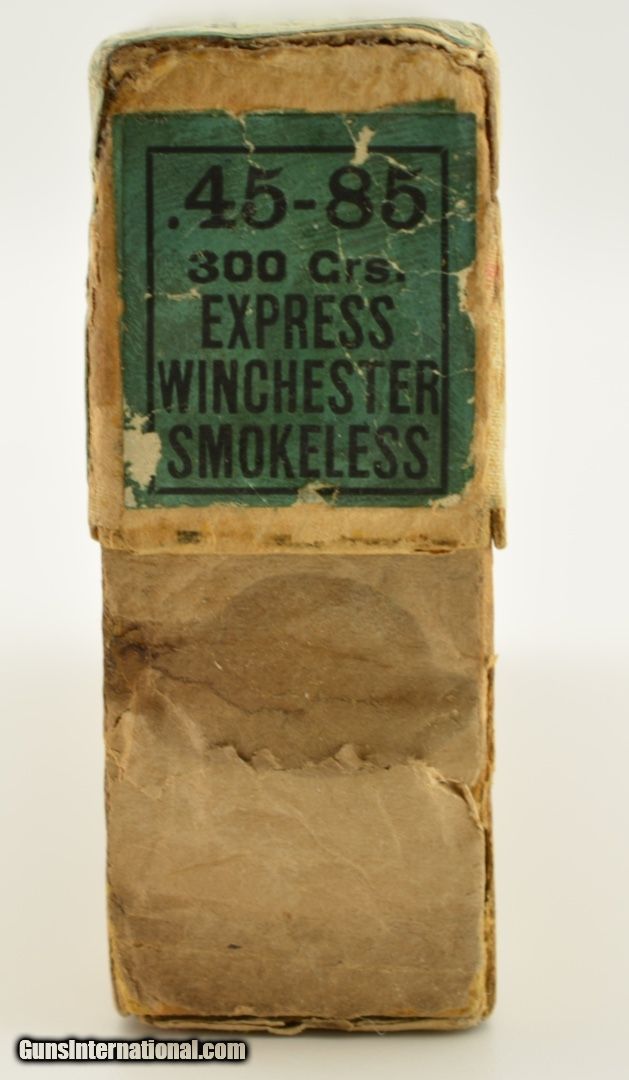 .45-85
300 Grs.
EXPRESS
WINCHESTER
SMOKELESS
GunsInternational.com